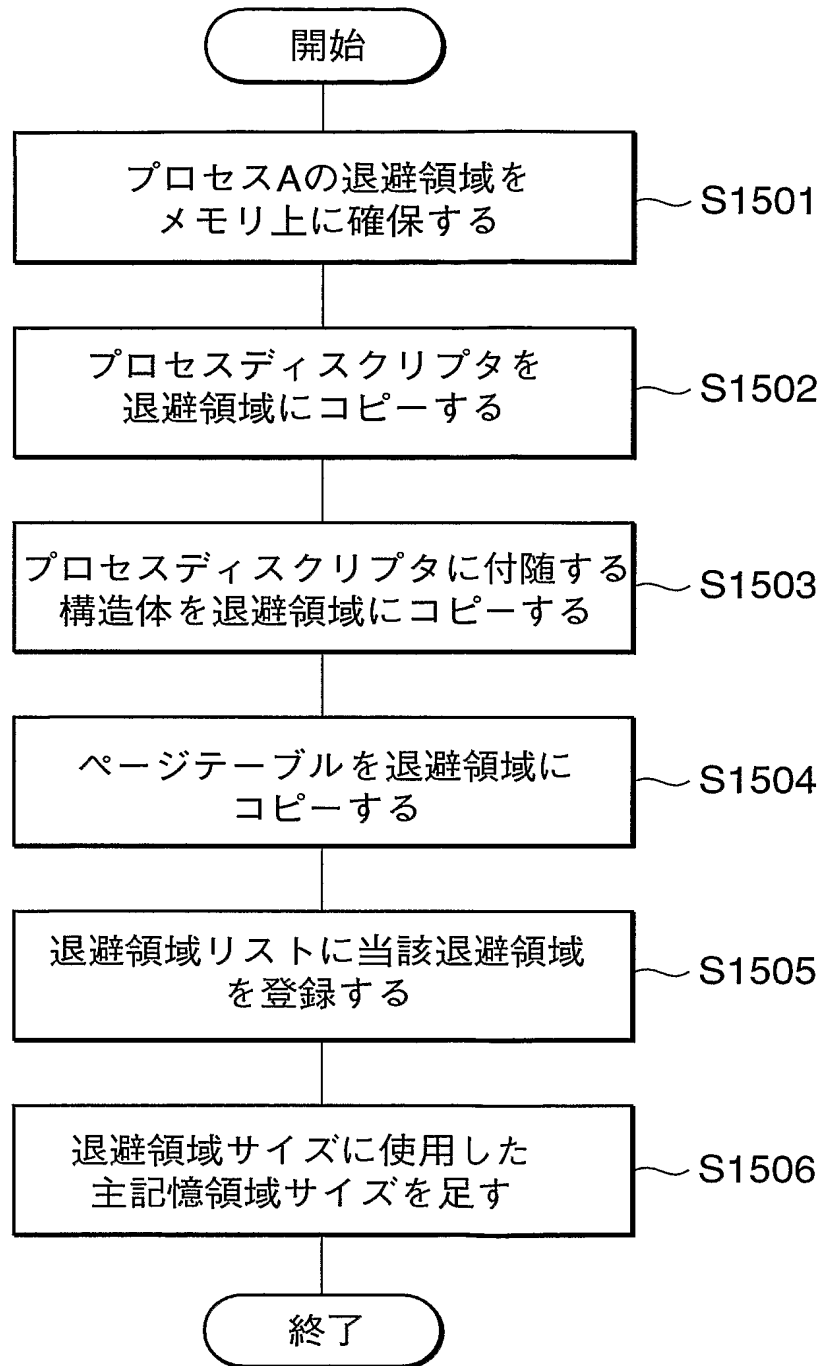 開始
プロセスAの退避領域を
メモリ上に確保する
S1501
プロセスディスクリプタを
退避領域にコピーする
S1502
プロセスディスクリプタに付随する
構造体を退避領域にコピーする
S1503
ページテーブルを退避領域に
コピーする
S1504
退避領域リストに当該退避領域
を登録する
S1505
退避領域サイズに使用した
主記憶領域サイズを足す
S1506
終了